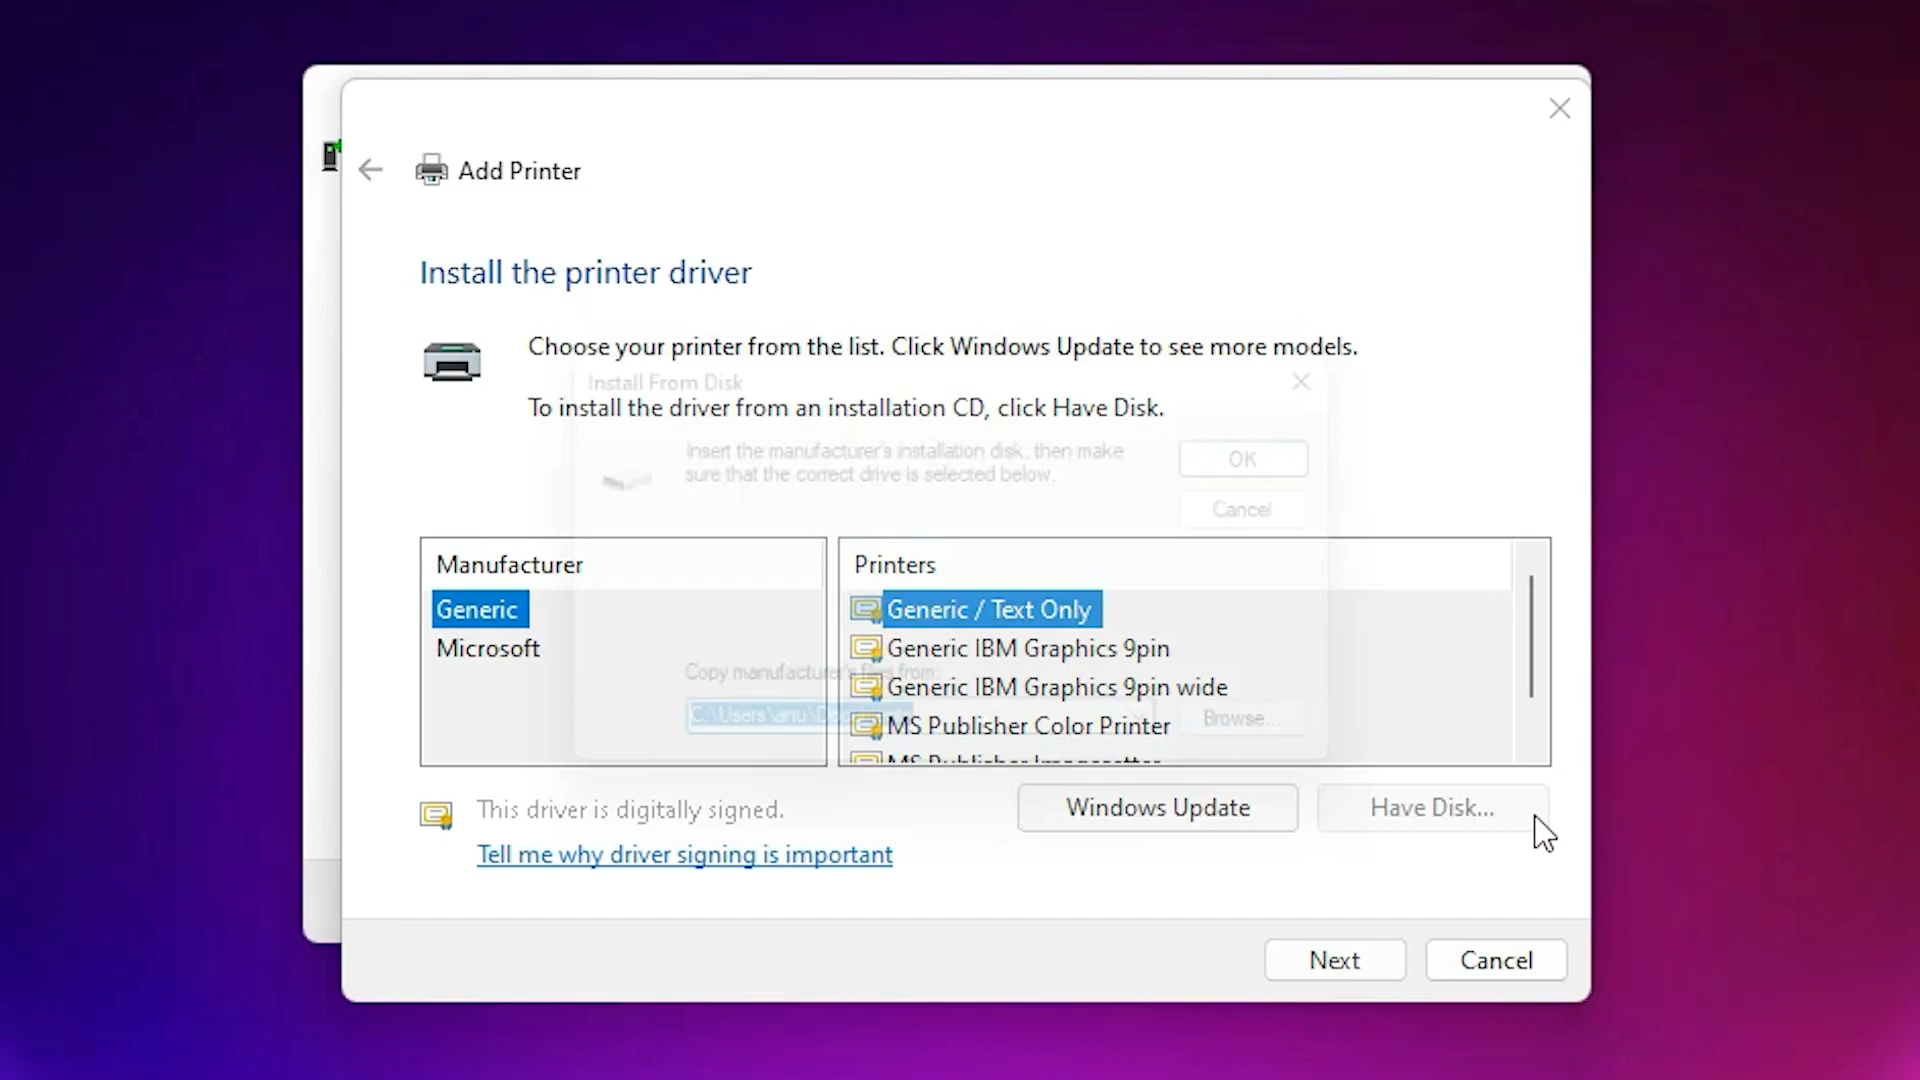 Add Printer
Install the printer driver
Choose your printer from the list. Click Windows Update to see more models.
Install From Disk
To install the driver from an installation CD, click Have Disk.
Insert the manufacturer's installation disk, then make
sure that the correct drive is selected below.
OK
Cancel
Manufacturer
Generic
Microsoft
Printers
Generic / Text Only
Generic IBM Graphics 9pin
Generic IBM Graphics 9pin wide
MS Publisher Color Printer
MS Publisher Imagesetter
Copy manufacturer's files from:
Browse...
This driver is digitally signed.
Tell me why driver signing is important
Windows Update
Have Disk...
Next
Cancel